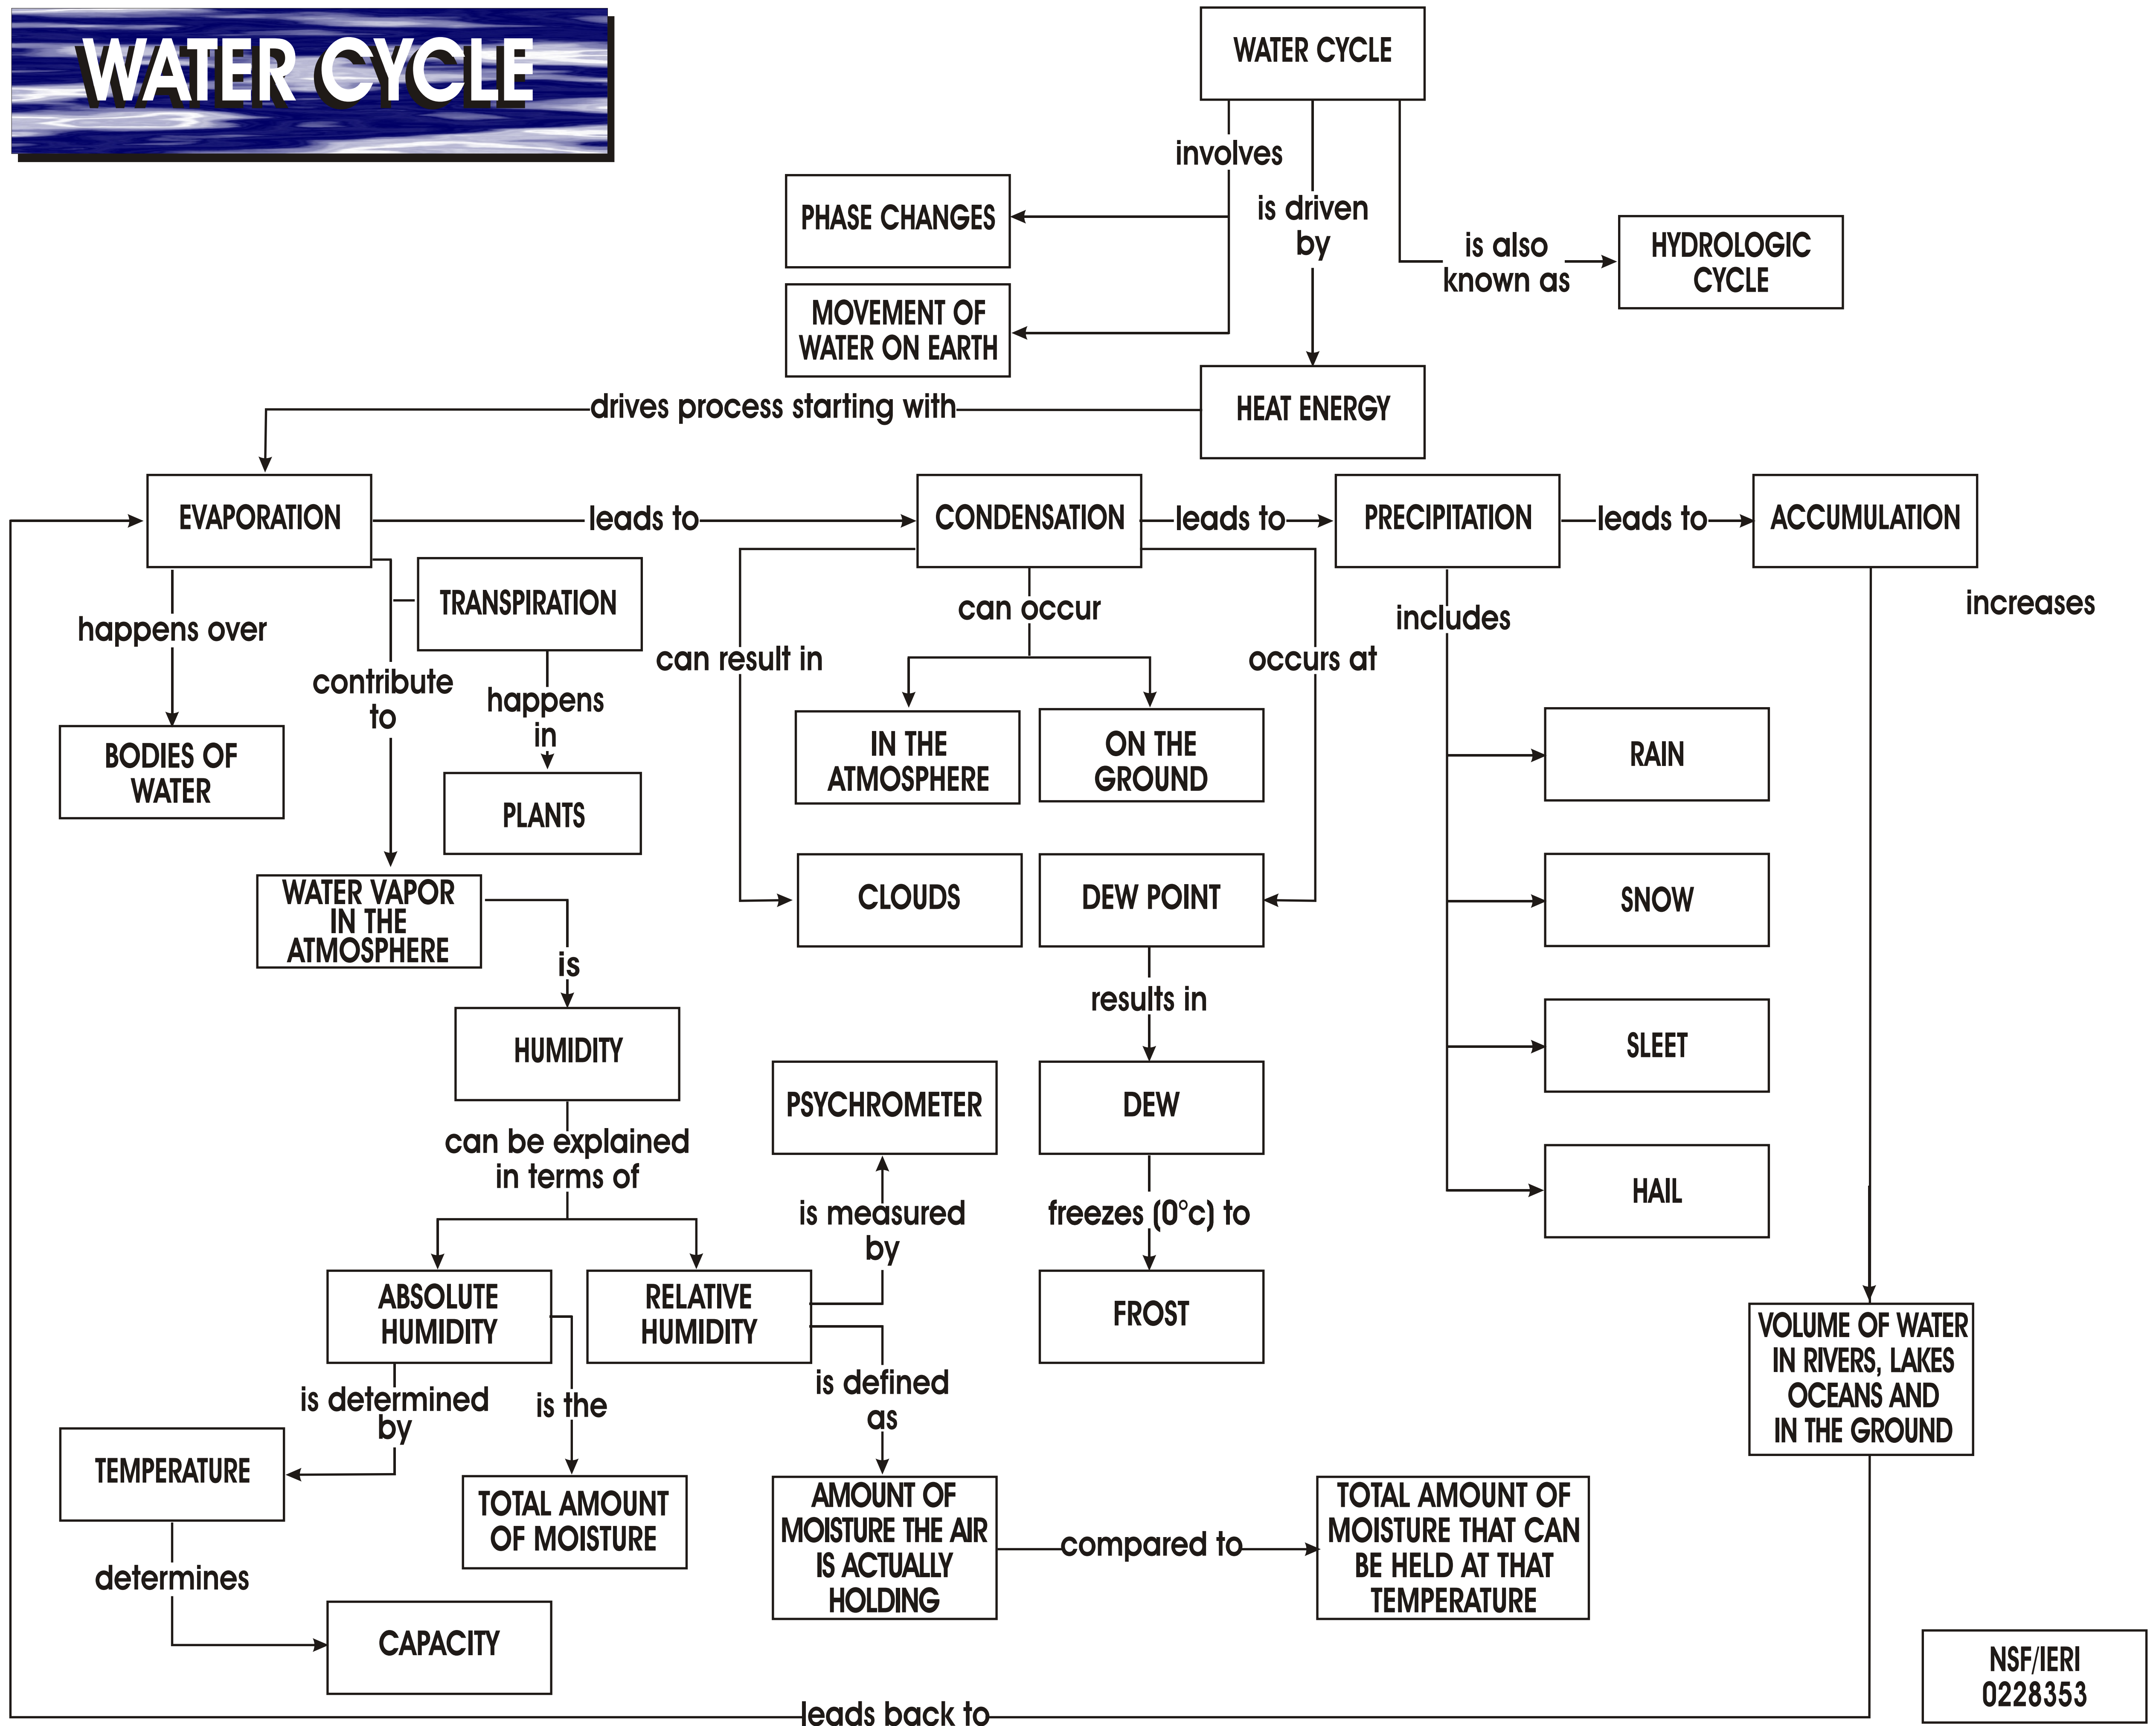 WATER CYCLE
WATER CYCLE
involves
is driven
by
is also
known as
PHASE CHANGES
HYDROLOGIC
CYCLE
MOVEMENT OF
WATER ON EARTH
drives process starting with
HEAT ENERGY
EVAPORATION
leads to
CONDENSATION
leads to
PRECIPITATION
leads to
ACCUMULATION
happens over
contribute
to
TRANSPIRATION
happens
in
can result in
can occur
occurs at
includes
increases
BODIES OF
WATER
PLANTS
IN THE
ATMOSPHERE
ON THE
GROUND
RAIN
WATER VAPOR
IN THE
ATMOSPHERE
CLOUDS
DEW POINT
SNOW
is
results in
HUMIDITY
PSYCHROMETER
DEW
SLEET
can be explained
in terms of
is measured
by
freezes (0°c) to
HAIL
ABSOLUTE
HUMIDITY
RELATIVE
HUMIDITY
FROST
VOLUME OF WATER
IN RIVERS, LAKES
OCEANS AND
IN THE GROUND
is determined
by
is the
is defined
as
TEMPERATURE
TOTAL AMOUNT
OF MOISTURE
AMOUNT OF
MOISTURE THE AIR
IS ACTUALLY
HOLDING
compared to
TOTAL AMOUNT OF
MOISTURE THAT CAN
BE HELD AT THAT
TEMPERATURE
determines
CAPACITY
NSF/IERI
0228353
leads back to